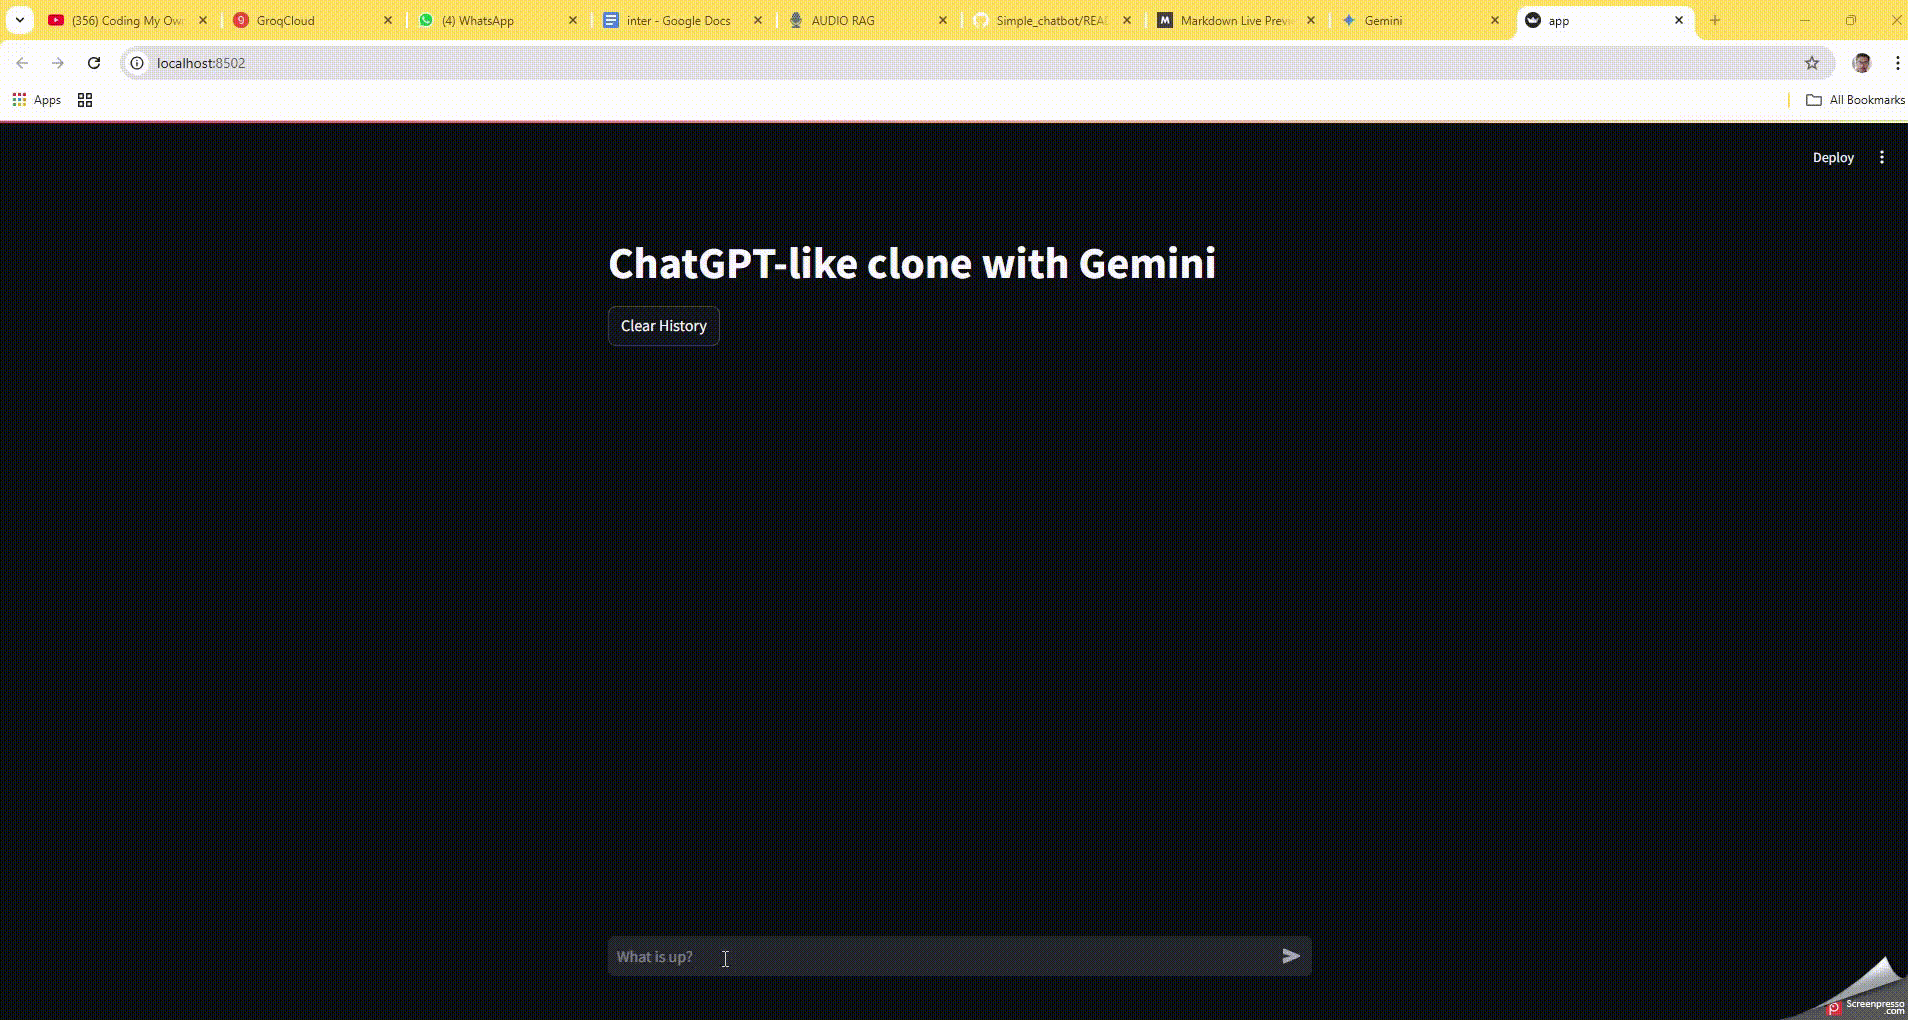 (356) Coding My Ow
GroqCloud
(4) WhatsApp
inter - Google Docs
AUDIO RAG
Simple_chatbot/REA
Markdown Live Previ
Gemini
app
localhost:8502
Apps
All Bookmarks
Deploy
ChatGPT-like clone with Gemini
Clear History
What is up?
Screenpresso
.com